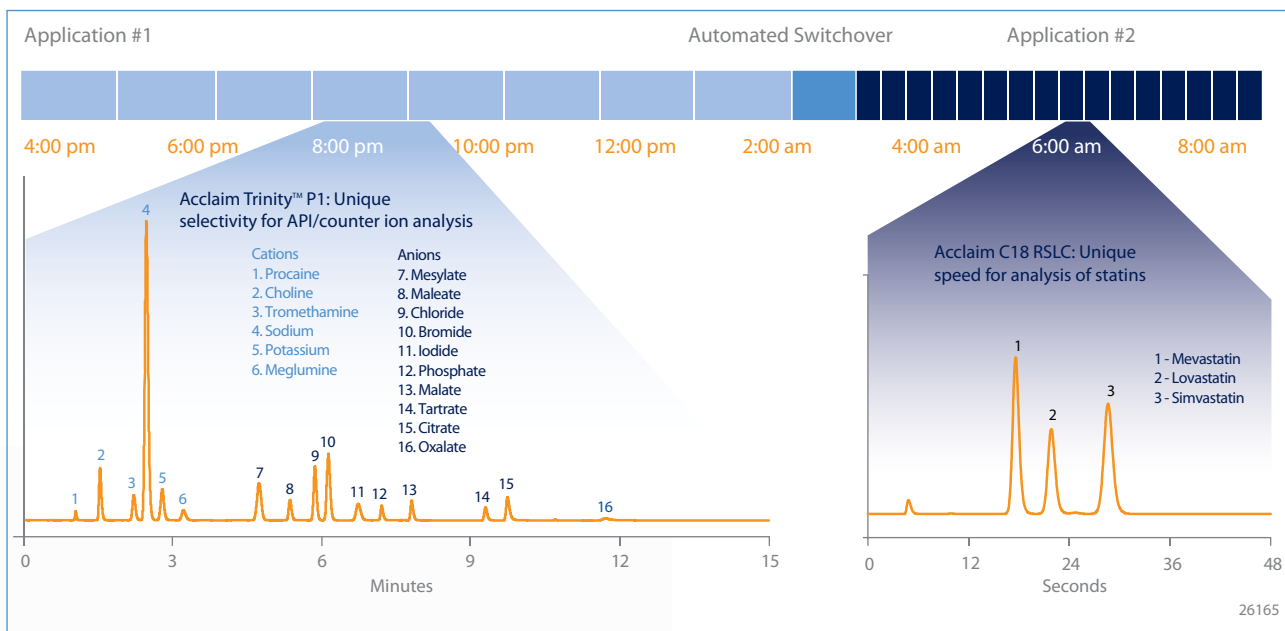 Application #1
Automated Switchover
Application #2
4:00 pm
6:00 pm
8:00 pm
10:00 pm
12:00 pm
2:00 am
4:00 am
6:00 am
8:00 am
Acclaim Trinity™ P1: Unique
selectivity for API/counter ion analysis
Cations
1. Procaine
2. Choline
3. Tromethamine
4. Sodium
5. Potassium
6. Meglumine
Anions
7. Mesylate
8. Maleate
9. Chloride
10. Bromide
11. Iodide
12. Phosphate
13. Malate
14. Tartrate
15. Citrate
16. Oxalate
1
2
3
4
5
6
7
8
9
10
11
12
13
14
15
16
0
3
6
9
12
15
Minutes
Acclaim C18 RSLC: Unique
speed for analysis of statins
1 - Mevastatin
2 - Lovastatin
3 - Simvastatin
1
2
3
0
12
24
36
48
Seconds
26165